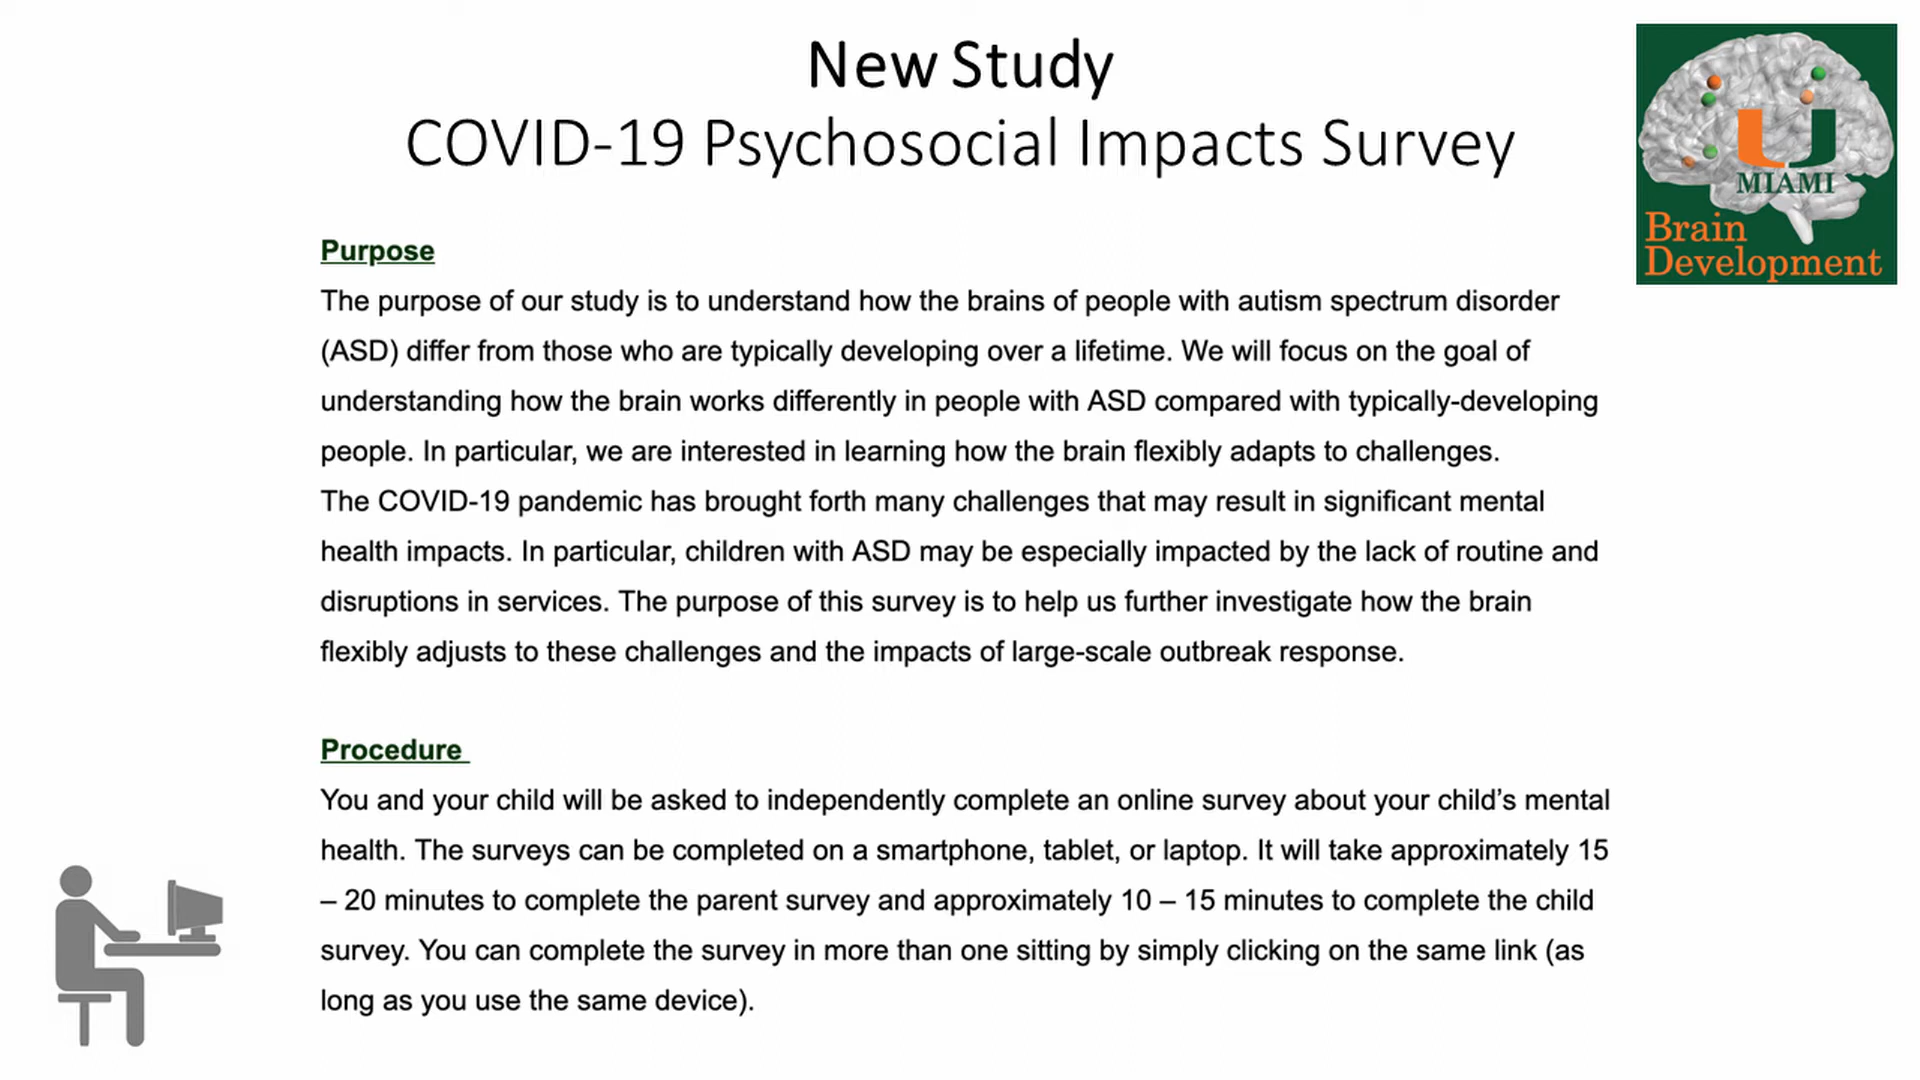 New Study
COVID-19 Psychosocial Impacts Survey
MIAMI
Brain
Development
Purpose
The purpose of our study is to understand how the brains of people with autism spectrum disorder
(ASD) differ from those who are typically developing over a lifetime. We will focus on the goal of
understanding how the brain works differently in people with ASD compared with typically-developing
people. In particular, we are interested in learning how the brain flexibly adapts to challenges.
The COVID-19 pandemic has brought forth many challenges that may result in significant mental
health impacts. In particular, children with ASD may be especially impacted by the lack of routine and
disruptions in services. The purpose of this survey is to help us further investigate how the brain
flexibly adjusts to these challenges and the impacts of large-scale outbreak response.
Procedure
You and your child will be asked to independently complete an online survey about your child’s mental
health. The surveys can be completed on a smartphone, tablet, or laptop. It will take approximately 15
– 20 minutes to complete the parent survey and approximately 10 – 15 minutes to complete the child
survey. You can complete the survey in more than one sitting by simply clicking on the same link (as
long as you use the same device).